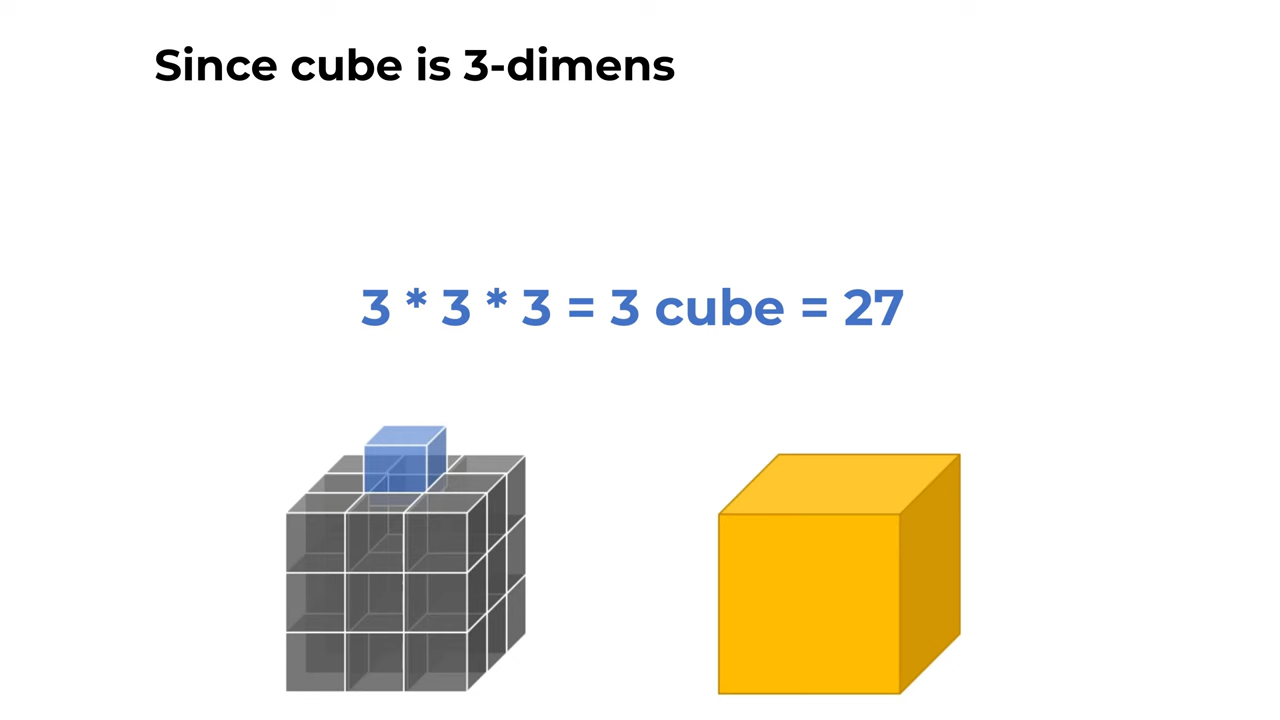 Since cube is 3-dimens
3 * 3 * 3 = 3 cube = 27